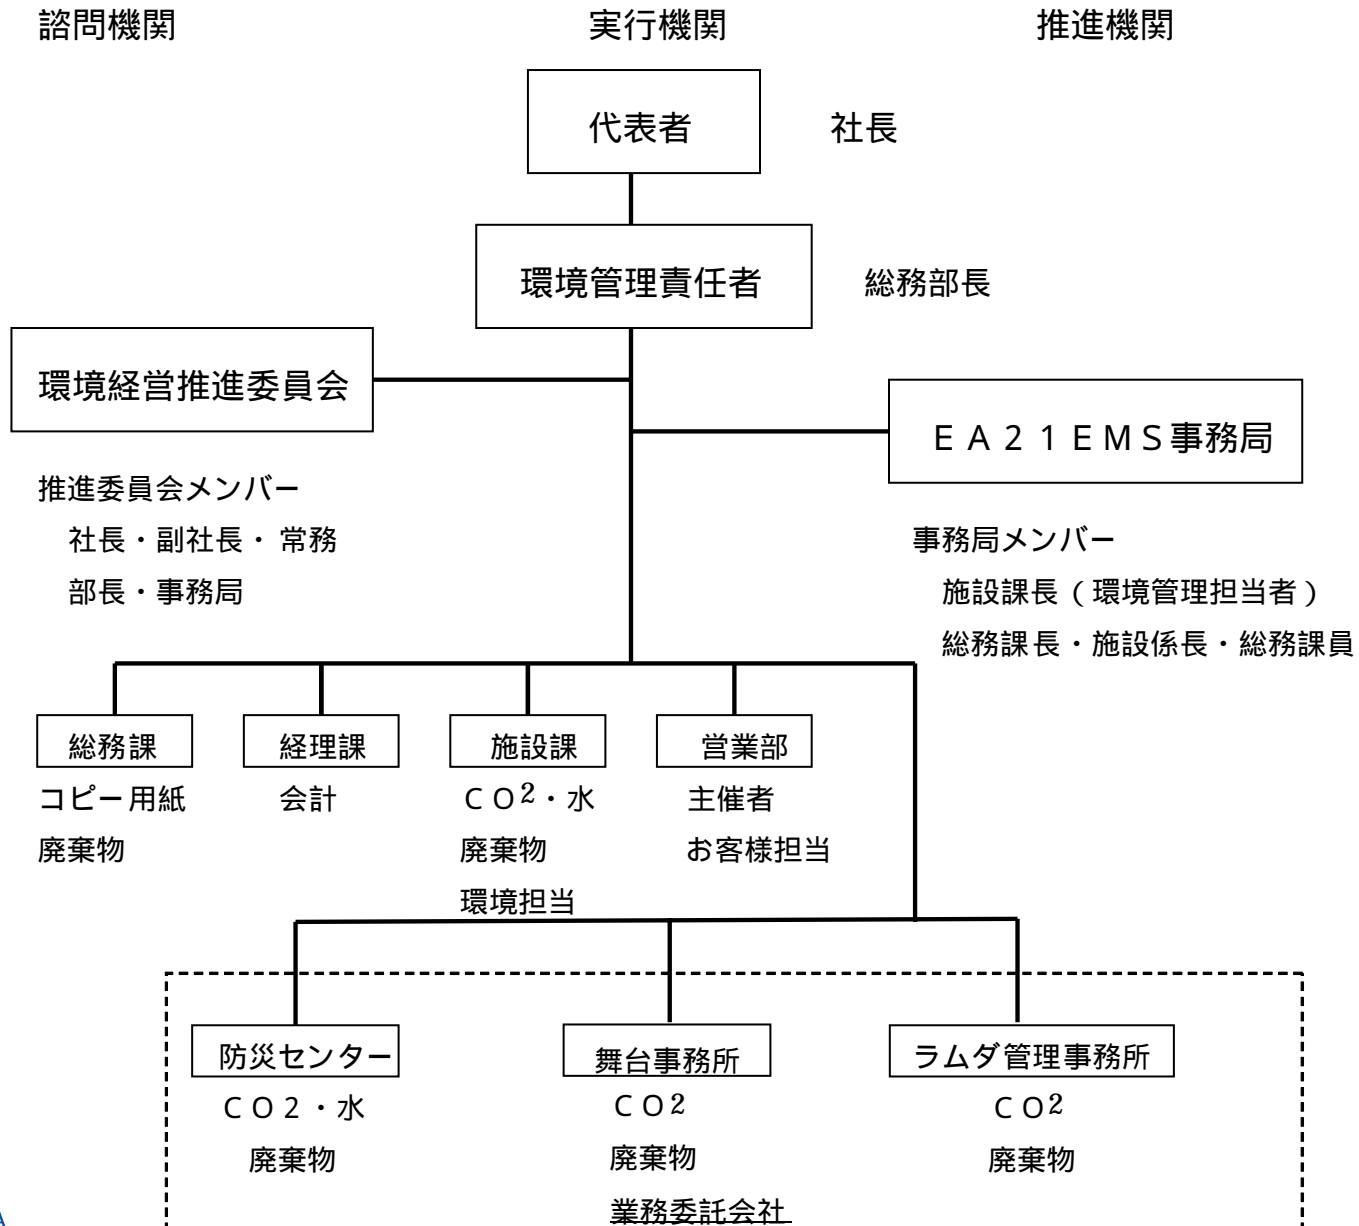 諮問機関 実行機関 推進機関
代表者 社長
環境管理責任者 総務部長
環境経営推進委員会
EA21EMS事務局
推進委員会メンバー
社長・副社長・常務
部長・事務局
事務局メンバー
施設課長(環境管理担当者)
総務課長・施設係長・総務課員
総務課 経理課 施設課 営業部
コピー用紙 会計 CO2・水 主催者
廃棄物 廃棄物 お客様担当
環境担当
防災センター 舞台事務所 ラムダ管理事務所
CO2・水 CO2 CO2
廃棄物 廃棄物 廃棄物
業務委託会社